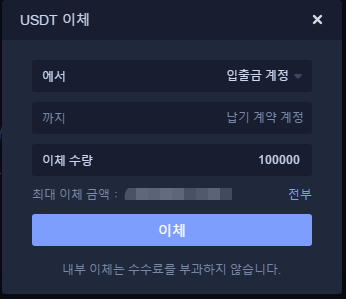 USDT 이체
에서 입출금 계정
까지 납기 계약 계정
이체 수량 100000
최대 이체 금액 : 전부
이체
내부 이체는 수수료를 부과하지 않습니다.